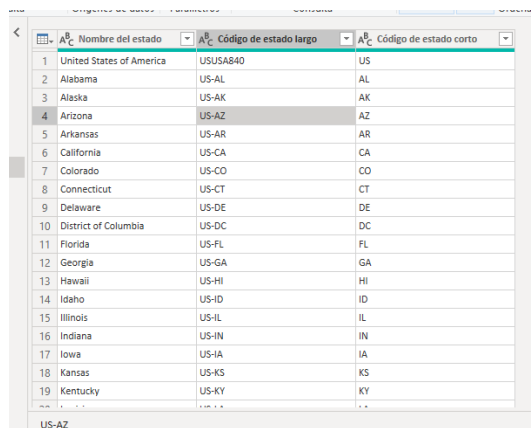 Nombre del estado Código de estado largo Código de estado corto
1 United States of America USUSA840 US
2 Alabama US-AL AL
3 Alaska US-AK AK
4 Arizona US-AZ AZ
5 Arkansas US-AR AR
6 California US-CA CA
7 Colorado US-CO CO
8 Connecticut US-CT CT
9 Delaware US-DE DE
10 District of Columbia US-DC DC
11 Florida US-FL FL
12 Georgia US-GA GA
13 Hawaii US-HI HI
14 Idaho US-ID ID
15 Illinois US-IL IL
16 Indiana US-IN IN
17 Iowa US-IA IA
18 Kansas US-KS KS
19 Kentucky US-KY KY
US-AZ